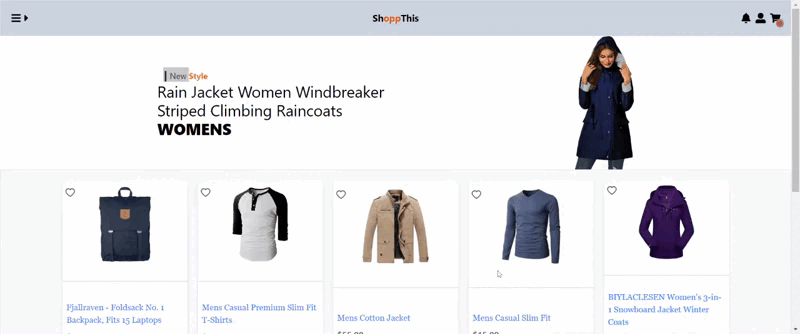 ShoppThis
New Style
Rain Jacket Women Windbreaker
Striped Climbing Raincoats
WOMENS
Fjallraven - Foldsack No. 1
Backpack, Fits 15 Laptops
Mens Casual Premium Slim Fit
T-Shirts
Mens Cotton Jacket
Mens Casual Slim Fit
BIYLACLESEN Women's 3-in-
1 Snowboard Jacket Winter
Coats